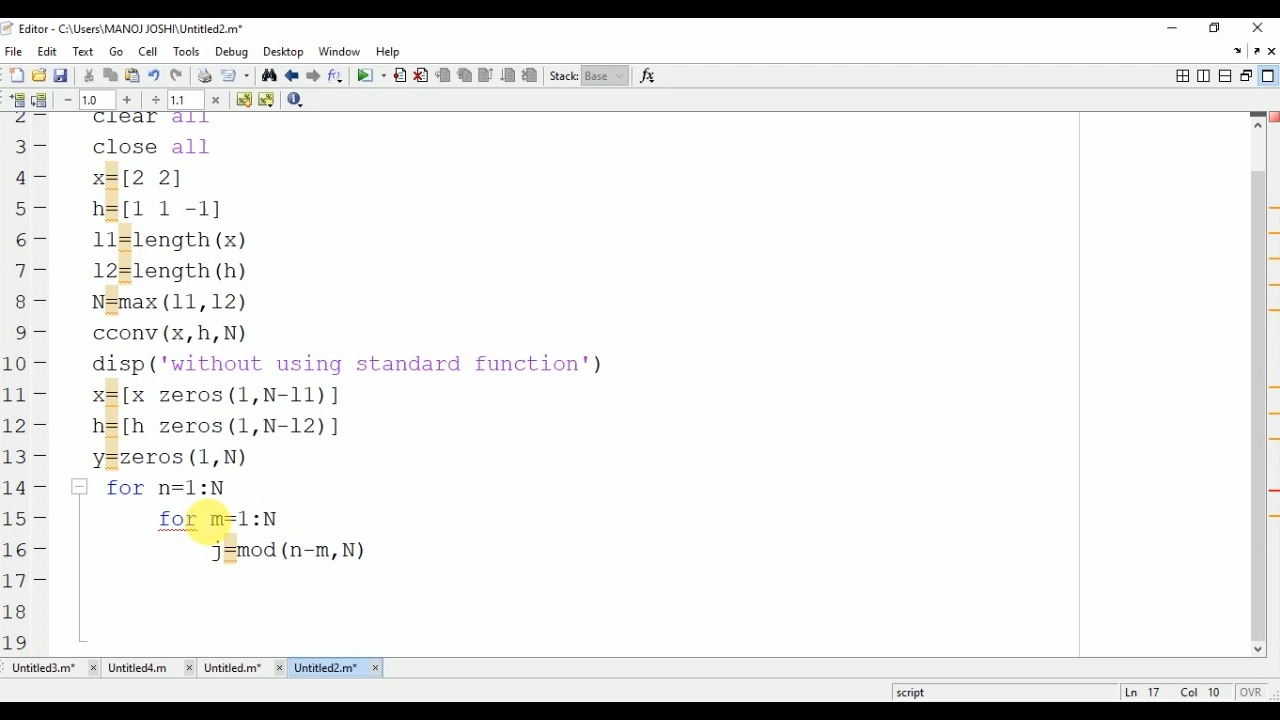 Editor - C:\Users\MANOJ JOSHI\Untitled2.m*
File Edit Text Go Cell Tools Debug Desktop Window Help
Stack: Base fx
- 1.0 + ÷ 1.1 ×
2 - clear all
3 - close all
4 - x=[2 2]
5 - h=[1 1 -1]
6 - l1=length(x)
7 - l2=length(h)
8 - N=max(l1,l2)
9 - cconv(x,h,N)
10 - disp('without using standard function')
11 - x=[x zeros(1,N-l1)]
12 - h=[h zeros(1,N-l2)]
13 - y=zeros(1,N)
14 - for n=1:N
15 - for m=1:N
16 - j=mod(n-m,N)
17 -
18
19
Untitled3.m* × Untitled4.m × Untitled.m* × Untitled2.m* ×
script Ln 17 Col 10 OVR